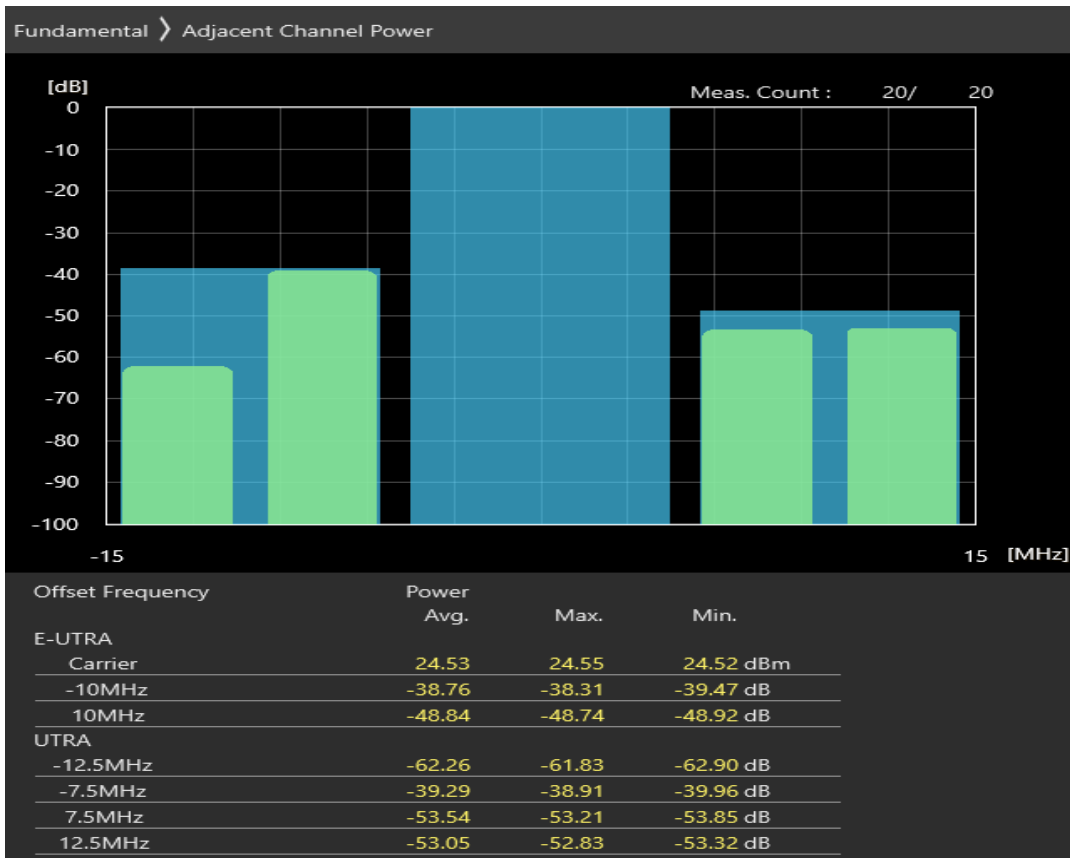 Fundamental 〉 Adjacent Channel Power
[dB]
Meas. Count : 20/ 20
0
-10
-20
-30
-40
-50
-60
-70
-80
-90
-100
-15 15 [MHz]
Offset Frequency Power
Avg. Max. Min.
E-UTRA
Carrier 24.53 24.55 24.52 dBm
-10MHz -38.76 -38.31 -39.47 dB
10MHz -48.84 -48.74 -48.92 dB
UTRA
-12.5MHz -62.26 -61.83 -62.90 dB
-7.5MHz -39.29 -38.91 -39.96 dB
7.5MHz -53.54 -53.21 -53.85 dB
12.5MHz -53.05 -52.83 -53.32 dB